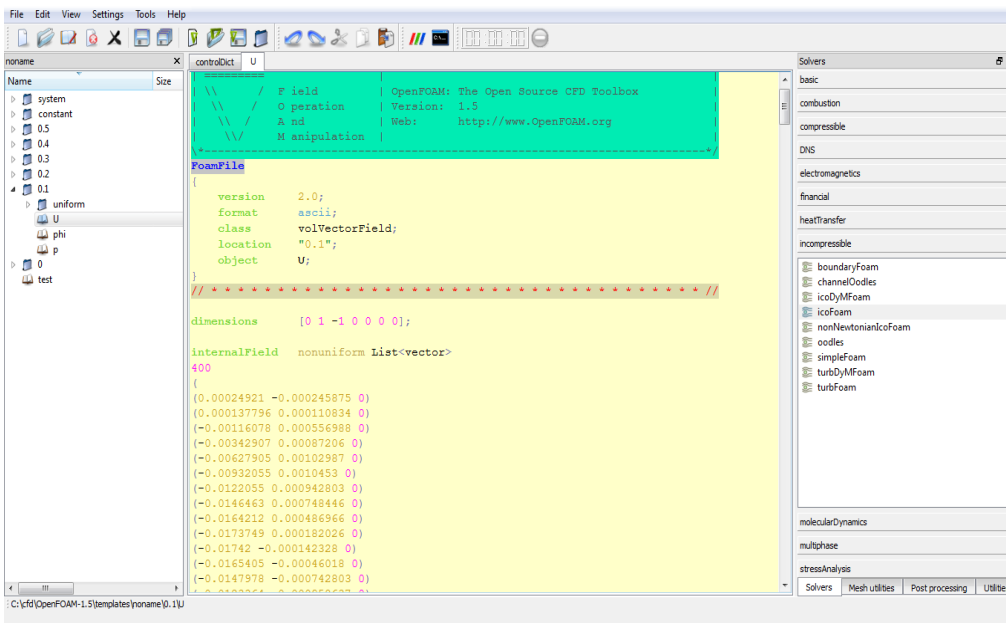 File Edit View Settings Tools Help
noname
Name Size
system
constant
0.5
0.4
0.3
0.2
0.1
uniform
U
phi
p
0
test
controlDict U
| ========= | |
| \\ / F ield | OpenFOAM: The Open Source CFD Toolbox |
| \\ / O peration | Version: 1.5 |
| \\ / A nd | Web: http://www.OpenFOAM.org |
| \\/ M anipulation | |
\*---------------------------------------------------------------------------*/
FoamFile
{
version 2.0;
format ascii;
class volVectorField;
location "0.1";
object U;
}
// * * * * * * * * * * * * * * * * * * * * * * * * * * * * * * * * * * * * * //
dimensions [0 1 -1 0 0 0 0];
internalField nonuniform List<vector>
400
(
(0.00024921 -0.000245875 0)
(0.000137796 0.000110834 0)
(-0.00116078 0.000556988 0)
(-0.00342907 0.00087206 0)
(-0.00627905 0.00102987 0)
(-0.00932055 0.0010453 0)
(-0.0122055 0.000942803 0)
(-0.0146463 0.000748446 0)
(-0.0164212 0.000486966 0)
(-0.0173749 0.000182026 0)
(-0.01742 -0.000142328 0)
(-0.0165405 -0.00046018 0)
(-0.0147978 -0.000742803 0)
Solvers
basic
combustion
compressible
DNS
electromagnetics
financial
heatTransfer
incompressible
boundaryFoam
channelOodles
icoDyMFoam
icoFoam
nonNewtonianIcoFoam
oodles
simpleFoam
turbDyMFoam
turbFoam
molecularDynamics
multiphase
stressAnalysis
Solvers Mesh utilities Post processing Utilitie
C:\cfd\OpenFOAM-1.5\templates\noname\0.1\U